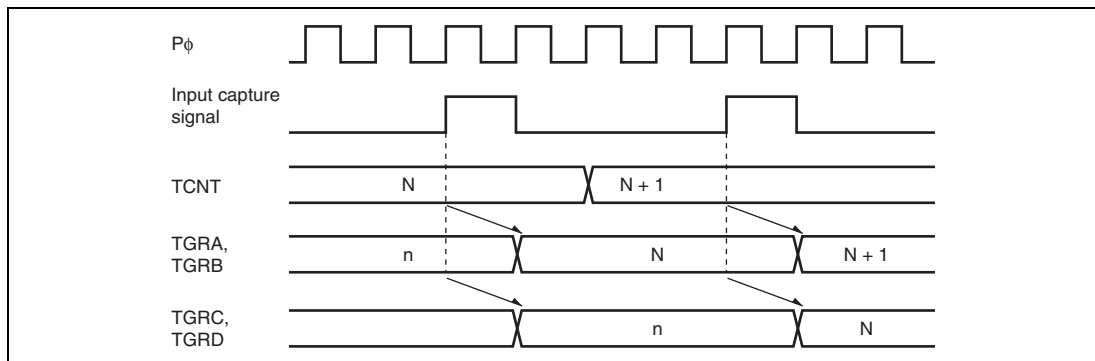 Pϕ
Input capture
signal
TCNT
N
N + 1
TGRA,
TGRB
n
N
N + 1
TGRC,
TGRD
n
N